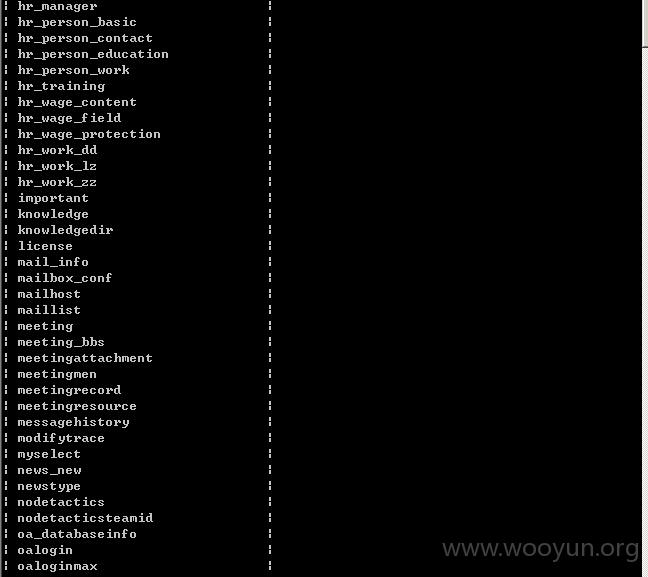 ¦ hr_manager ¦
¦ hr_person_basic ¦
¦ hr_person_contact ¦
¦ hr_person_education ¦
¦ hr_person_work ¦
¦ hr_training ¦
¦ hr_wage_content ¦
¦ hr_wage_field ¦
¦ hr_wage_protection ¦
¦ hr_work_dd ¦
¦ hr_work_lz ¦
¦ hr_work_zz ¦
¦ important ¦
¦ knowledge ¦
¦ knowledgedir ¦
¦ license ¦
¦ mail_info ¦
¦ mailbox_conf ¦
¦ mailhost ¦
¦ maillist ¦
¦ meeting ¦
¦ meeting_bbs ¦
¦ meetingattachment ¦
¦ meetingmen ¦
¦ meetingrecord ¦
¦ meetingresource ¦
¦ messagehistory ¦
¦ modifytrace ¦
¦ myselect ¦
¦ news_new ¦
¦ newstype ¦
¦ nodetactics ¦
¦ nodetacticsteamid ¦
¦ oa_databaseinfo ¦
¦ oalogin ¦
¦ oaloginmax ¦
www.wooyun.org